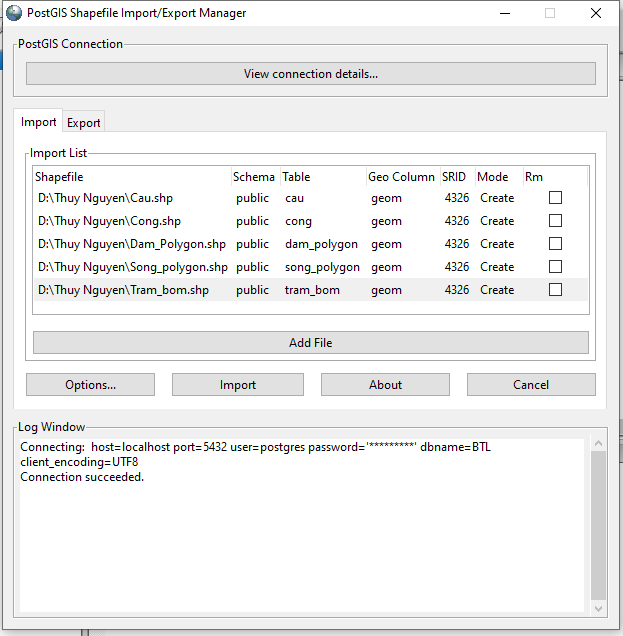 PostGIS Shapefile Import/Export Manager
PostGIS Connection
View connection details...
Import Export
Import List
Shapefile Schema Table Geo Column SRID Mode Rm
D:\Thuy Nguyen\Cau.shp public cau geom 4326 Create
D:\Thuy Nguyen\Cong.shp public cong geom 4326 Create
D:\Thuy Nguyen\Dam_Polygon.shp public dam_polygon geom 4326 Create
D:\Thuy Nguyen\Song_polygon.shp public song_polygon geom 4326 Create
D:\Thuy Nguyen\Tram_bom.shp public tram_bom geom 4326 Create
Add File
Options... Import About Cancel
Log Window
Connecting: host=localhost port=5432 user=postgres password='*********' dbname=BTL
client_encoding=UTF8
Connection succeeded.